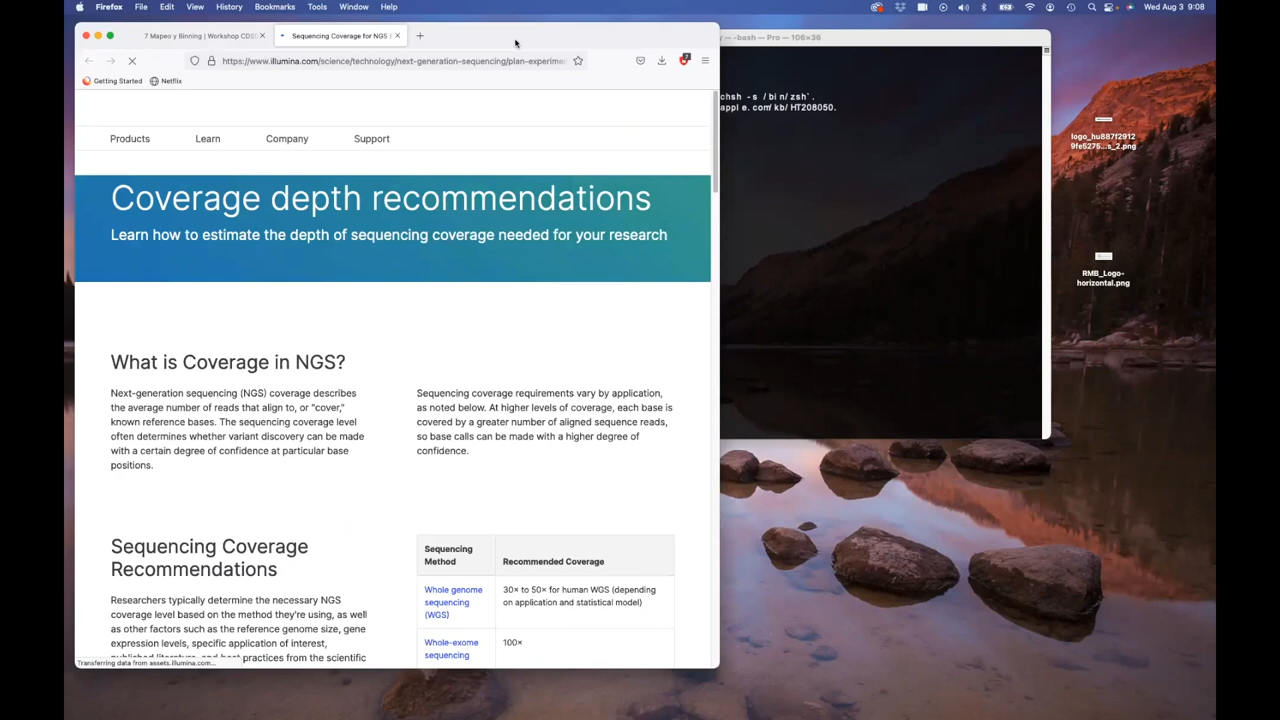 Firefox File Edit View History Bookmarks Tools Window Help
Wed Aug 3 9:08
7 Mapeo y Binning | Workshop CDS
Sequencing Coverage for NGS
-bash — Pro — 106×36
https://www.illumina.com/science/technology/next-generation-sequencing/plan-experime
Getting Started Netflix
chsh -s /bin/zsh`.
apple.com/kb/HT208050.
Products Learn Company Support
Coverage depth recommendations
Learn how to estimate the depth of sequencing coverage needed for your research
What is Coverage in NGS?
Next-generation sequencing (NGS) coverage describes
the average number of reads that align to, or "cover,"
known reference bases. The sequencing coverage level
often determines whether variant discovery can be made
with a certain degree of confidence at particular base
positions.
Sequencing coverage requirements vary by application,
as noted below. At higher levels of coverage, each base is
covered by a greater number of aligned sequence reads,
so base calls can be made with a higher degree of
confidence.
Sequencing Coverage
Recommendations
Researchers typically determine the necessary NGS
coverage level based on the method they're using, as well
as other factors such as the reference genome size, gene
expression levels, specific application of interest,
published literature, and best practices from the scientific
Sequencing
Method
Recommended Coverage
Whole genome
sequencing
(WGS)
30× to 50× for human WGS (depending
on application and statistical model)
Whole-exome
sequencing
100×
Transferring data from assets.illumina.com...
logo_hu887f2912
9fe5275...s_2.png
RMB_Logo-
horizontal.png